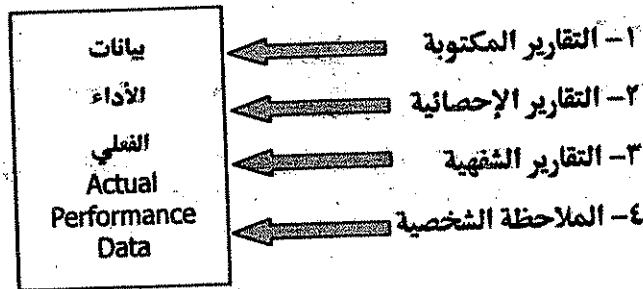 ١- التقارير المكتوبة
٢- التقارير الإحصائية
٣- التقارير الشفهية
٤- الملاحظة الشخصية
بيانات
الأداء
الفعلي
Actual
Performance
Data